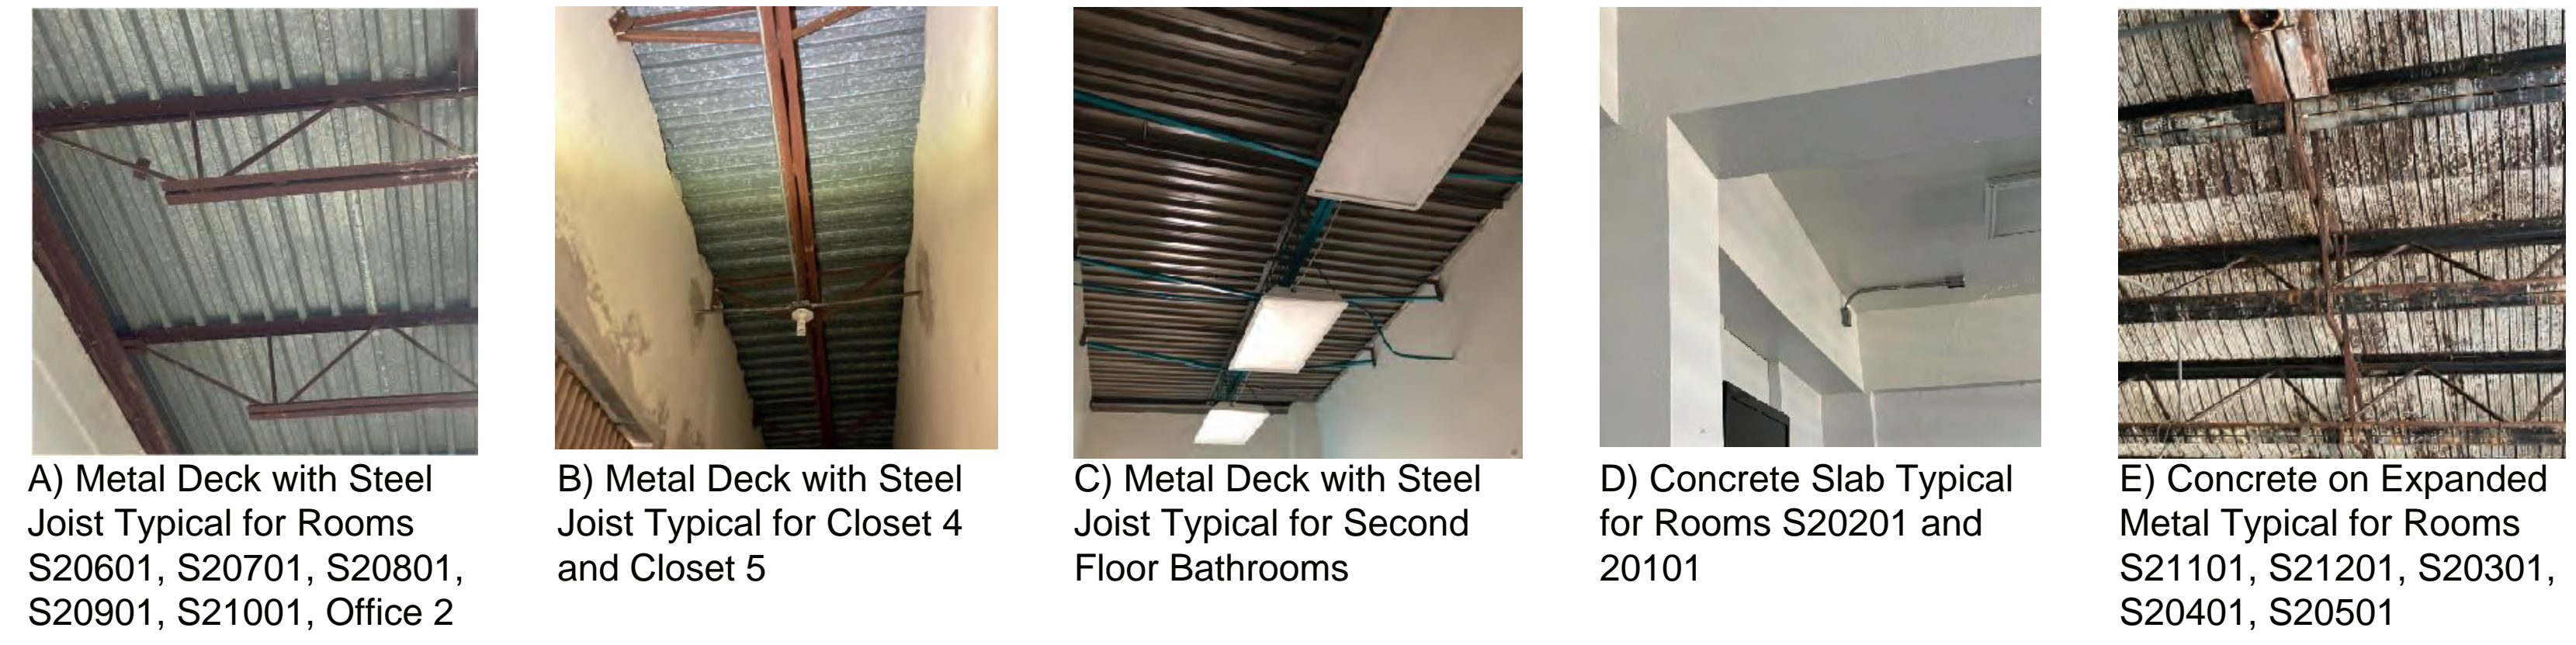 A) Metal Deck with Steel
Joist Typical for Rooms
S20601, S20701, S20801,
S20901, S21001, Office 2
B) Metal Deck with Steel
Joist Typical for Closet 4
and Closet 5
C) Metal Deck with Steel
Joist Typical for Second
Floor Bathrooms
D) Concrete Slab Typical
for Rooms S20201 and
20101
E) Concrete on Expanded
Metal Typical for Rooms
S21101, S21201, S20301,
S20401, S20501